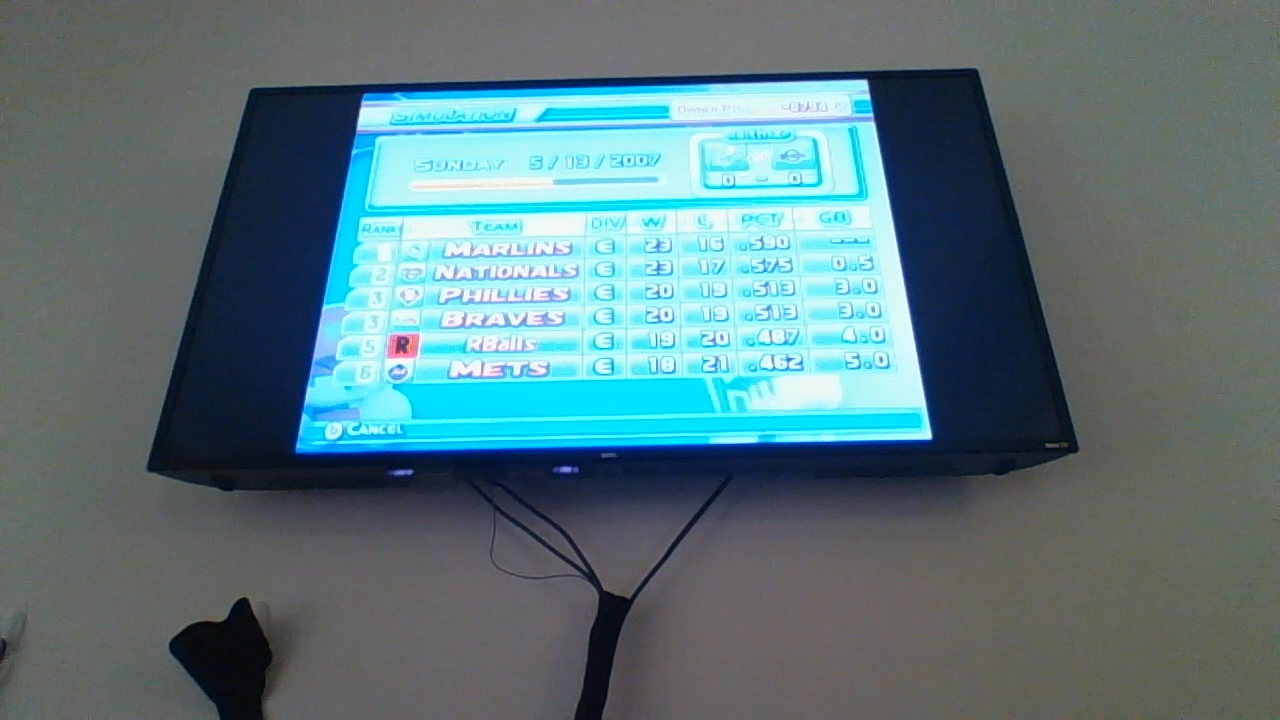 SIMULATION
SUNDAY 5/13/2007
0 - 0
RANK TEAM DIV W L PCT GB
1 MARLINS E 23 16 .590 ---
2 NATIONALS E 23 17 .575 0.5
3 PHILLIES E 20 19 .513 3.0
3 BRAVES E 20 19 .513 3.0
5 R RBalls E 19 20 .487 4.0
6 METS E 18 21 .462 5.0
CANCEL